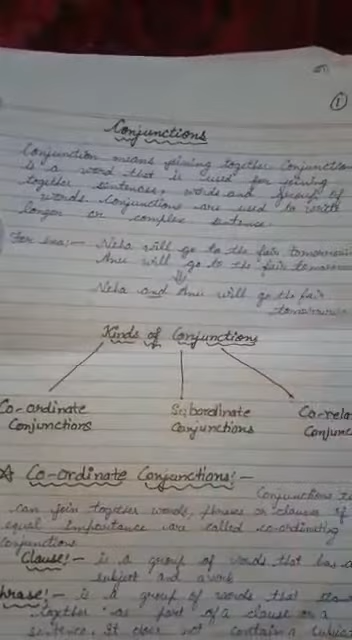 1
Conjunctions
Conjunction means joining together. Conjunction
is a word that is used for joining
together sentences, words and group of
words. Conjunctions are used to write
longer or complex sentence.
For exa:- Neha will go to the fair tomorrow
Anu will go to the fair tomorrow
Neha and Anu will go the fair
tomorrow
Kinds of Conjunctions
Co-ordinate Subordinate Co-rela
Conjunctions Conjunctions Conjunc
Co-ordinate Conjunctions:-
Conjunctions t
can join together words, phrases or clauses of
equal importance are called co-ordinating
conjunctions
Clause:- is a group of words that has a
subject and a
hrase:- is a group of words that
together as part of a clause or a
sentence, it does not contain a subje